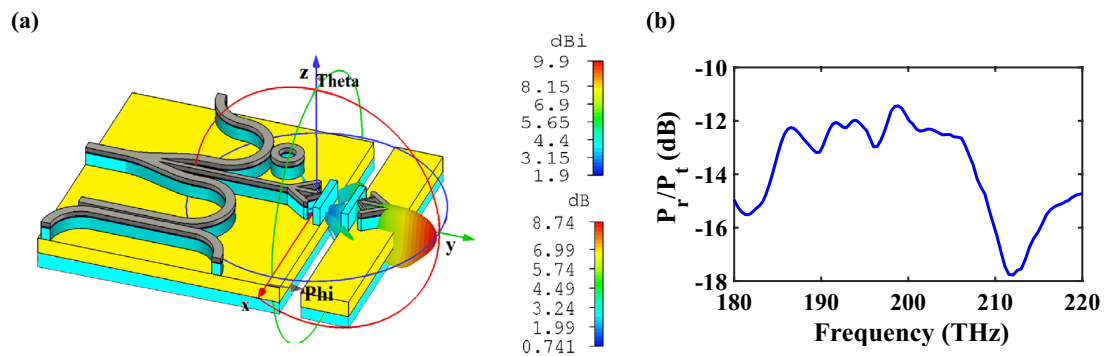 (a)
z
Theta
y
x
Phi
dBi
9.9
8.15
6.9
5.65
4.4
3.15
1.9
dB
8.74
6.99
5.74
4.49
3.24
1.99
0.741
(b)
-10
-12
-14
-16
-18
180 190 200 210 220
Pr/Pt (dB)
Frequency (THz)